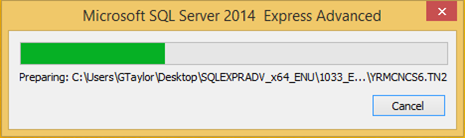 Microsoft SQL Server 2014 Express Advanced
Preparing: C:\Users\GTaylor\Desktop\SQLEXPRADV_x64_ENU\1033_E...\YRMCNCS6.TN2
Cancel